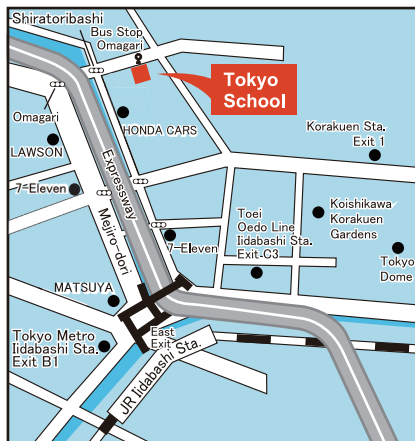 Shiratoribashi
Bus Stop
Omagari
Tokyo
School
Omagari
HONDA CARS
LAWSON
Korakuen Sta.
Exit 1
7-Eleven
Expressway
Mejiro-dori
7-Eleven
Toei
Oedo Line
Iidabashi Sta.
Exit C3
Koishikawa
Korakuen
Gardens
Tokyo
Dome
MATSUYA
Tokyo Metro
Iidabashi Sta.
Exit B1
East
Exit
JR Iidabashi Sta.